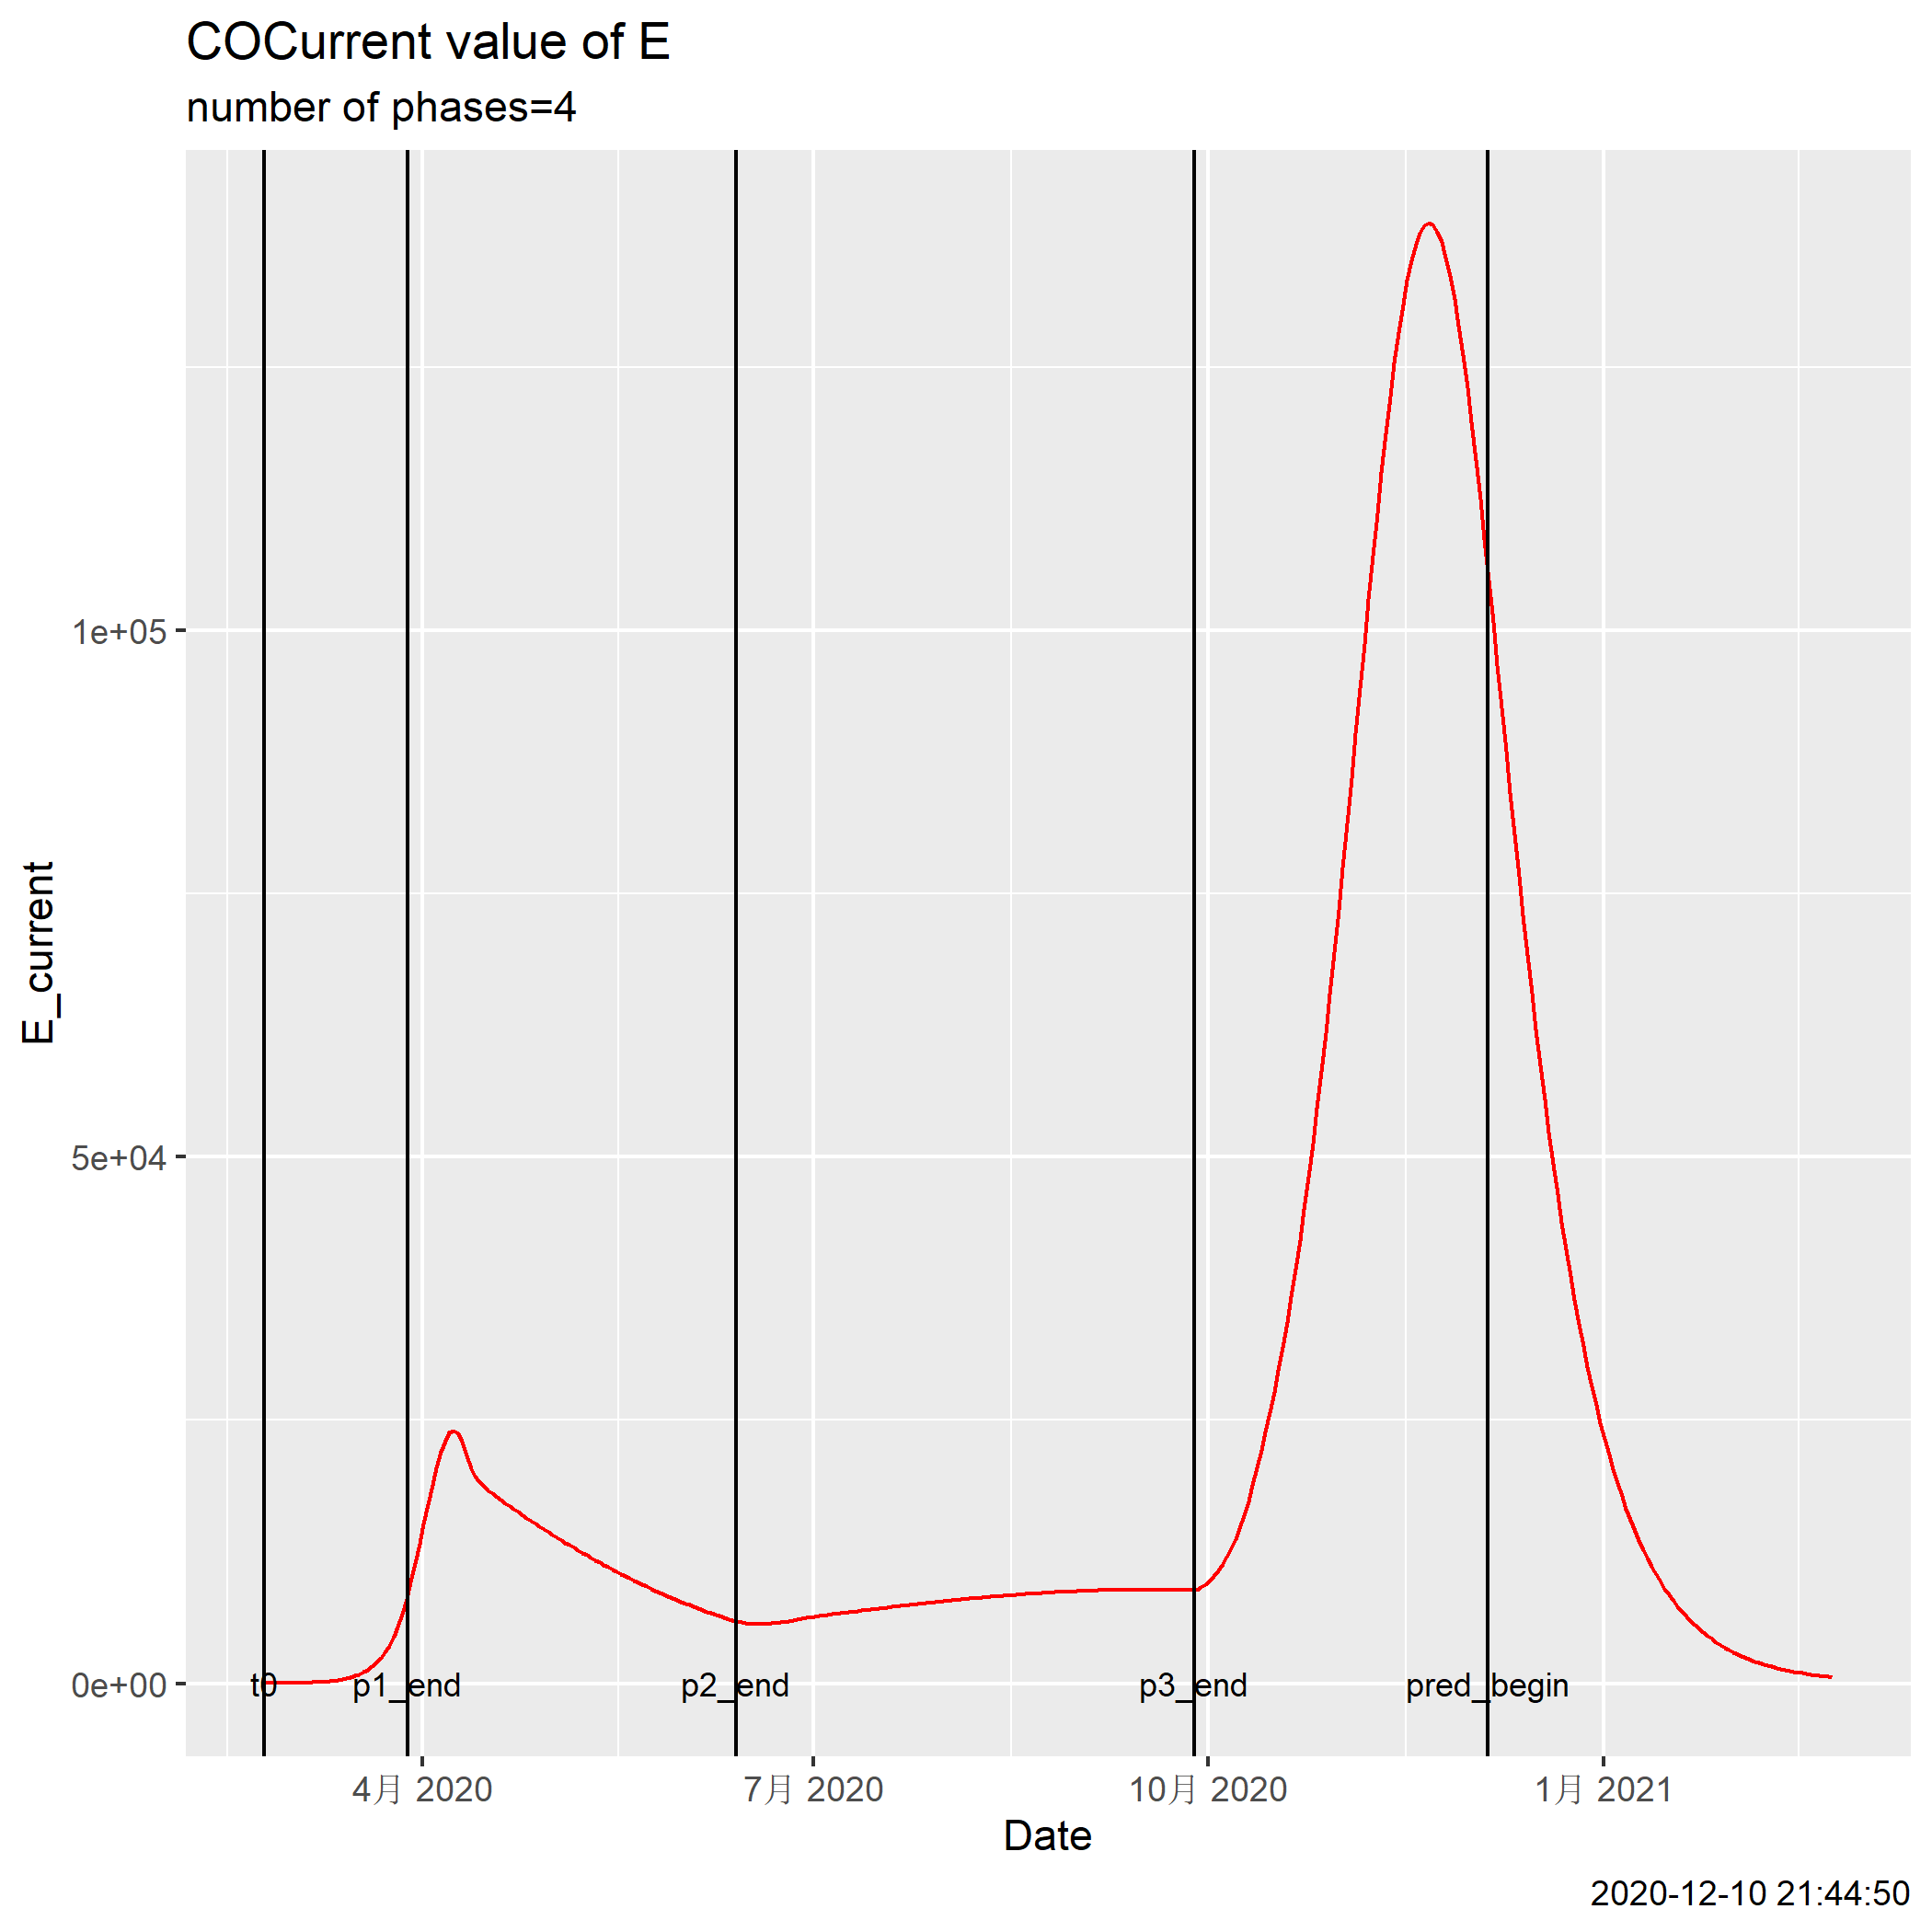 COCurrent value of E
number of phases=4
E_current
1e+05
5e+04
0e+00
t0 p1_end p2_end p3_end pred_begin
4月 2020 7月 2020 10月 2020 1月 2021
Date
2020-12-10 21:44:50